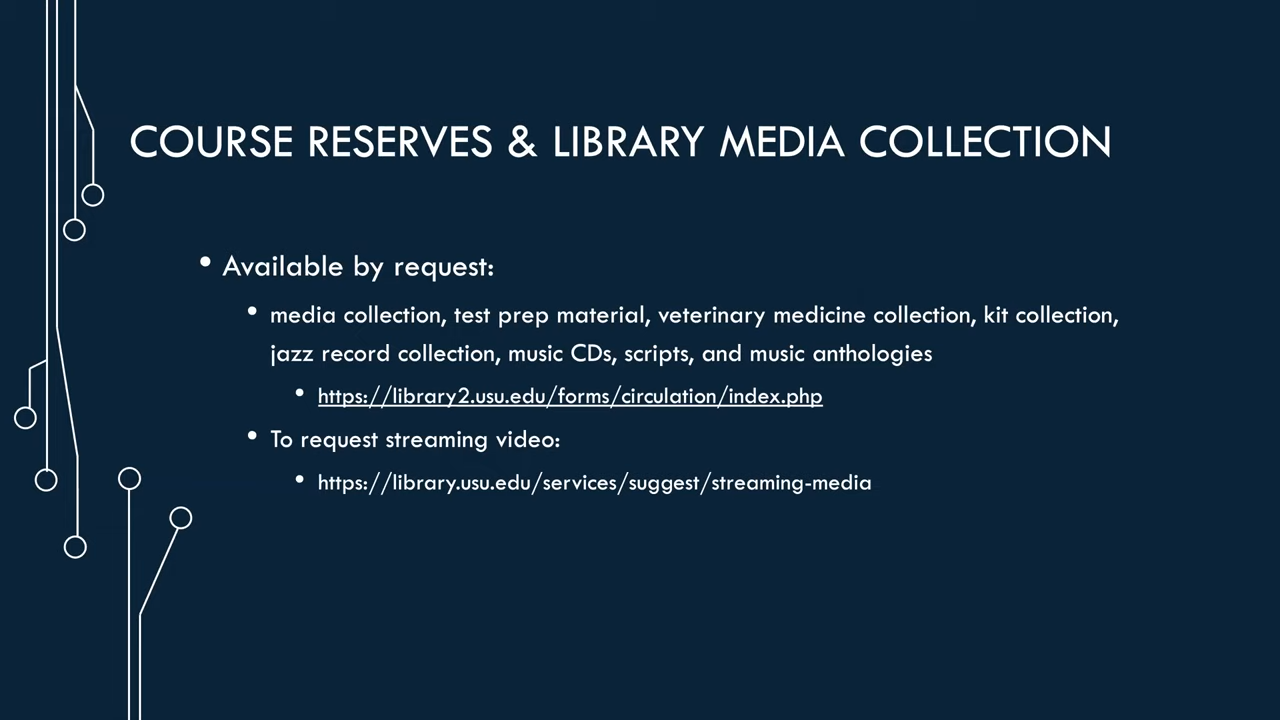 COURSE RESERVES & LIBRARY MEDIA COLLECTION
• Available by request:
• media collection, test prep material, veterinary medicine collection, kit collection,
jazz record collection, music CDs, scripts, and music anthologies
• https://library2.usu.edu/forms/circulation/index.php
• To request streaming video:
• https://library.usu.edu/services/suggest/streaming-media